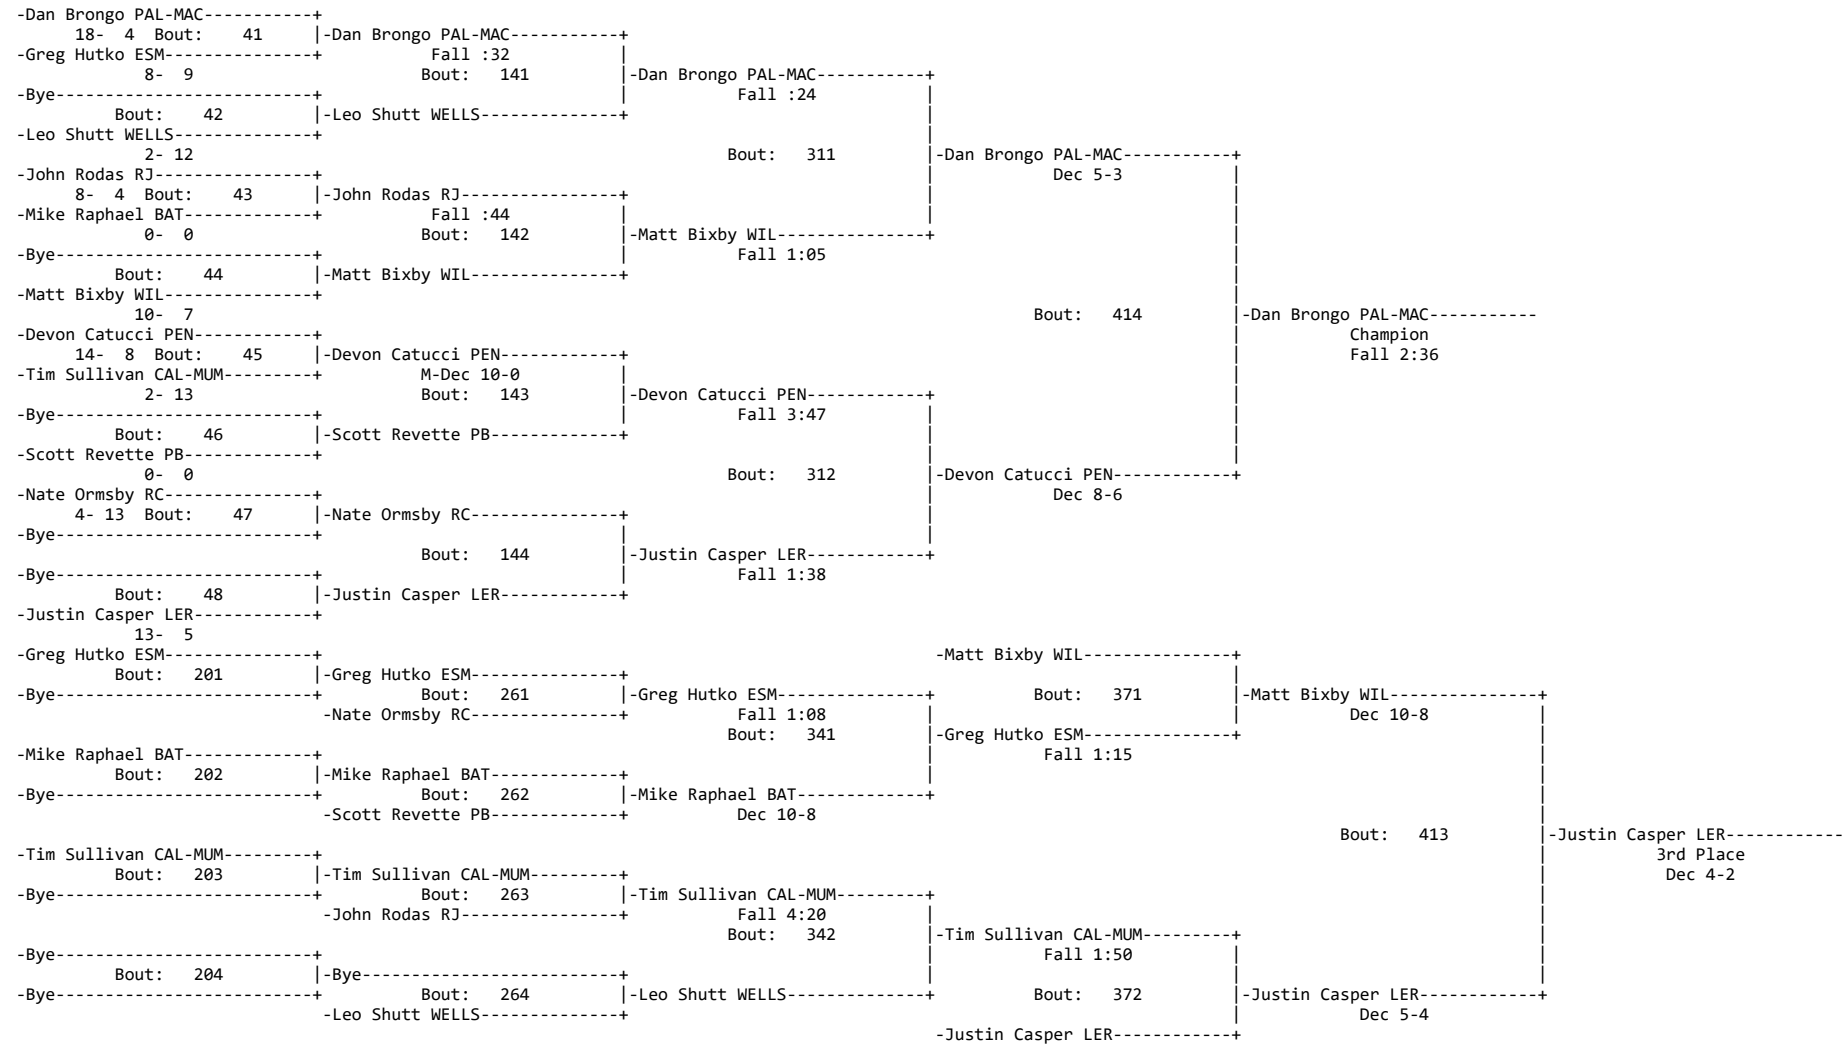 -Dan Brongo PAL-MAC-----------+
18-  4  Bout:    41     |-Dan Brongo PAL-MAC-----------+
-Greg Hutko ESM---------------+           Fall :32           |
8-  9                       Bout:   141         |-Dan Brongo PAL-MAC-----------+
-Bye--------------------------+                              |           Fall :24           |
Bout:    42         |-Leo Shutt WELLS--------------+                              |
-Leo Shutt WELLS--------------+                                                             |
2- 12                                                      Bout:   311         |-Dan Brongo PAL-MAC-----------+
-John Rodas RJ----------------+                                                             |            Dec 5-3           |
8-  4  Bout:    43      |-John Rodas RJ----------------+                              |                              |
-Mike Raphael BAT-------------+           Fall :44           |                              |                              |
0-  0                       Bout:   142         |-Matt Bixby WIL---------------+                              |
-Bye--------------------------+                              |           Fall 1:05                                         |
Bout:    44         |-Matt Bixby WIL---------------+                                                             |
-Matt Bixby WIL---------------+                                                                                            |
10-  7                                                                                     Bout:   414         |-Dan Brongo PAL-MAC-----------
-Devon Catucci PEN------------+                                                                                            |           Champion
14-  8  Bout:    45     |-Devon Catucci PEN------------+                                                             |           Fall 2:36
-Tim Sullivan CAL-MUM---------+          M-Dec 10-0          |                                                             |
2- 13                       Bout:   143         |-Devon Catucci PEN------------+                              |
-Bye--------------------------+                              |           Fall 3:47          |                              |
Bout:    46         |-Scott Revette PB-------------+                              |                              |
-Scott Revette PB-------------+                                                             |                              |
0-  0                                                      Bout:   312         |-Devon Catucci PEN------------+
-Nate Ormsby RC---------------+                                                             |            Dec 8-6
4- 13  Bout:    47      |-Nate Ormsby RC---------------+                              |
-Bye--------------------------+                              |                              |
Bout:   144         |-Justin Casper LER------------+
-Bye--------------------------+                              |           Fall 1:38
Bout:    48         |-Justin Casper LER------------+
-Justin Casper LER------------+
13-  5
-Greg Hutko ESM---------------+                                                              -Matt Bixby WIL---------------+
Bout:   201         |-Greg Hutko ESM---------------+                                                             |
-Bye--------------------------+          Bout:   261         |-Greg Hutko ESM---------------+          Bout:   371         |-Matt Bixby WIL---------------+
-Nate Ormsby RC---------------+           Fall 1:08          |                              |           Dec 10-8           |
Bout:   341         |-Greg Hutko ESM---------------+                              |
-Mike Raphael BAT-------------+                                                             |           Fall 1:15                                         |
Bout:   202         |-Mike Raphael BAT-------------+                              |                                                             |
-Bye--------------------------+          Bout:   262         |-Mike Raphael BAT-------------+                                                             |
-Scott Revette PB-------------+           Dec 10-8                                                                         |
Bout:   413         |-Justin Casper LER------------
-Tim Sullivan CAL-MUM---------+                                                                                                                           |           3rd Place
Bout:   203         |-Tim Sullivan CAL-MUM---------+                                                                                            |            Dec 4-2
-Bye--------------------------+          Bout:   263         |-Tim Sullivan CAL-MUM---------+                                                             |
-John Rodas RJ----------------+           Fall 4:20          |                                                             |
Bout:   342         |-Tim Sullivan CAL-MUM---------+                              |
-Bye--------------------------+                                                             |           Fall 1:50          |                              |
Bout:   204         |-Bye--------------------------+                              |                              |                              |
-Bye--------------------------+          Bout:   264         |-Leo Shutt WELLS--------------+          Bout:   372         |-Justin Casper LER------------+
-Leo Shutt WELLS--------------+                                                             |            Dec 5-4
-Justin Casper LER------------+